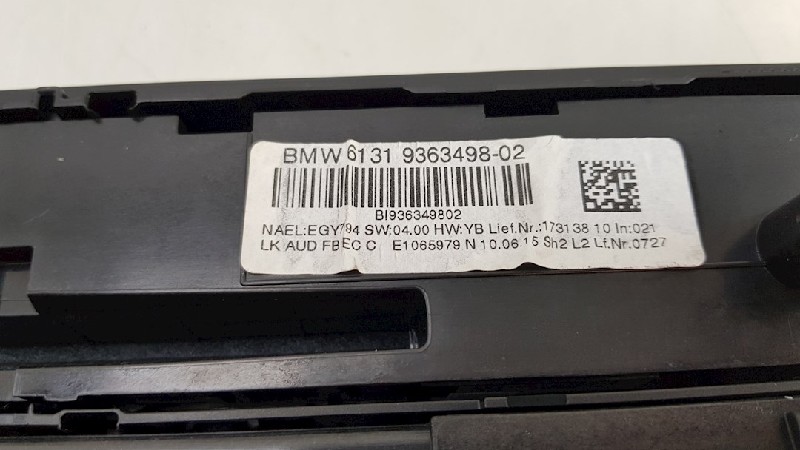 BMW 6131 9363498-02
BI936349802
NAEL:EGY794 SW:04.00 HW:YB Lief.Nr.:173138 10 In:021
LK AUD FBEC C E1065979 N 10.06 15 Sh2 L2 Lf.Nr.0727